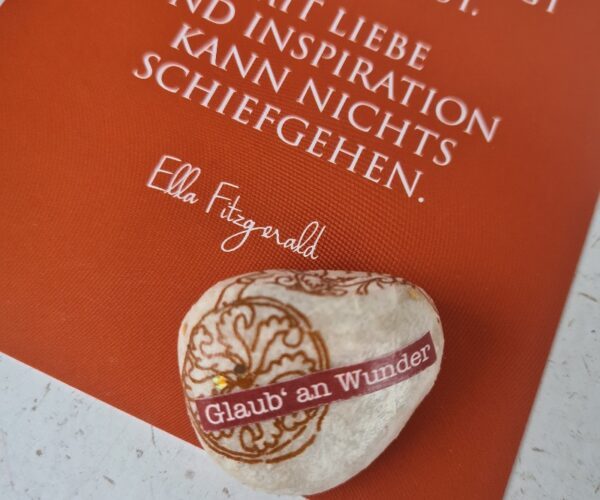 MIT LIEBE
UND INSPIRATION
KANN NICHTS
SCHIEFGEHEN.
Ella Fitzgerald
Glaub' an Wunder